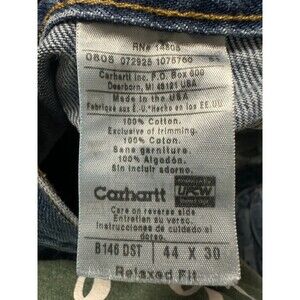 RN# 14806
0808 072925 1075760
Carhartt Inc. P.O. Box 600
Dearborn, MI 48121 USA
Made in the USA
Fabriqué aux É.-U. • Hecho en los EE.UU.
100% Cotton.
Exclusive of trimming.
100% Coton.
Sans garniture.
100% Algodón.
Sin incluir adorno.
Carhartt
UFCW
Care on reverse side
Entretien au verso.
Instrucciones de cuidado
al dorso.
B146 DST 44 X 30
Relaxed Fit